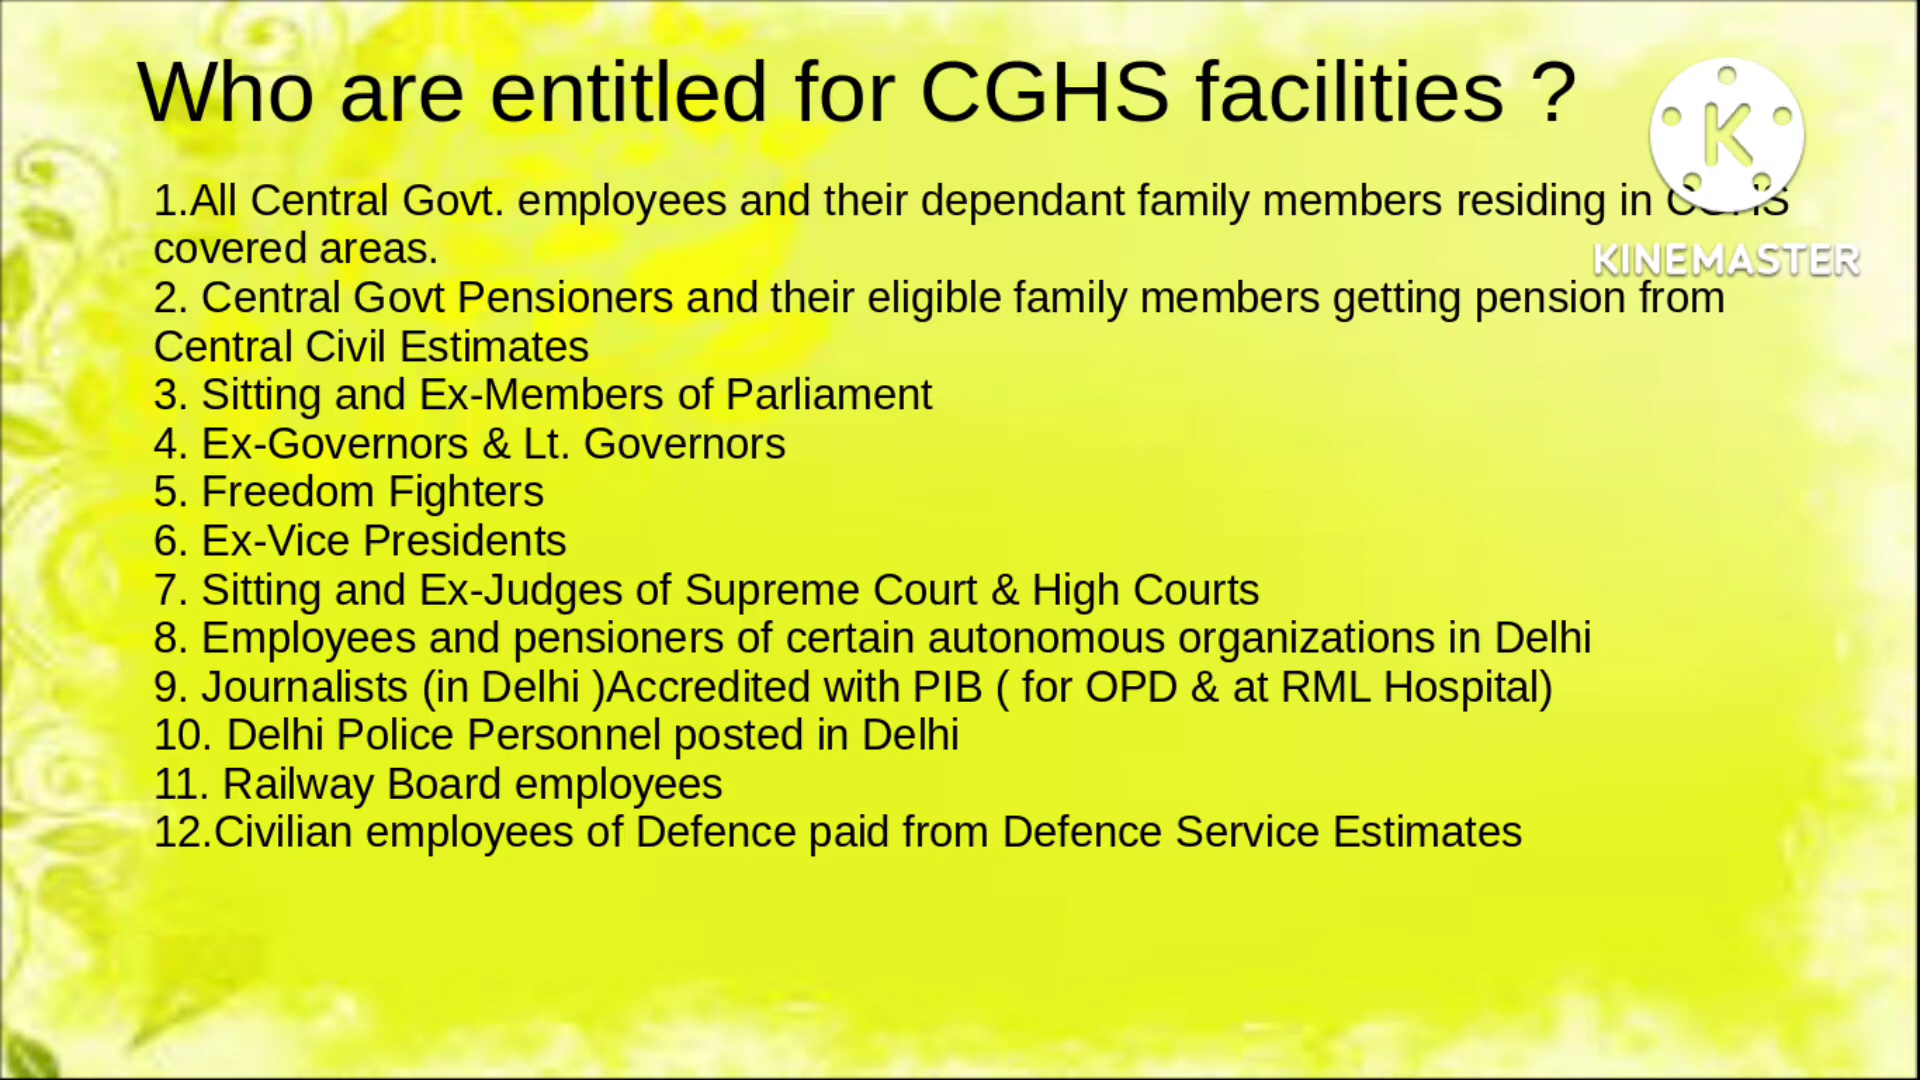 Who are entitled for CGHS facilities ?
1.All Central Govt. employees and their dependant family members residing in CGHS
covered areas.
2. Central Govt Pensioners and their eligible family members getting pension from
Central Civil Estimates
3. Sitting and Ex-Members of Parliament
4. Ex-Governors & Lt. Governors
5. Freedom Fighters
6. Ex-Vice Presidents
7. Sitting and Ex-Judges of Supreme Court & High Courts
8. Employees and pensioners of certain autonomous organizations in Delhi
9. Journalists (in Delhi )Accredited with PIB ( for OPD & at RML Hospital)
10. Delhi Police Personnel posted in Delhi
11. Railway Board employees
12.Civilian employees of Defence paid from Defence Service Estimates
K
KINEMASTER